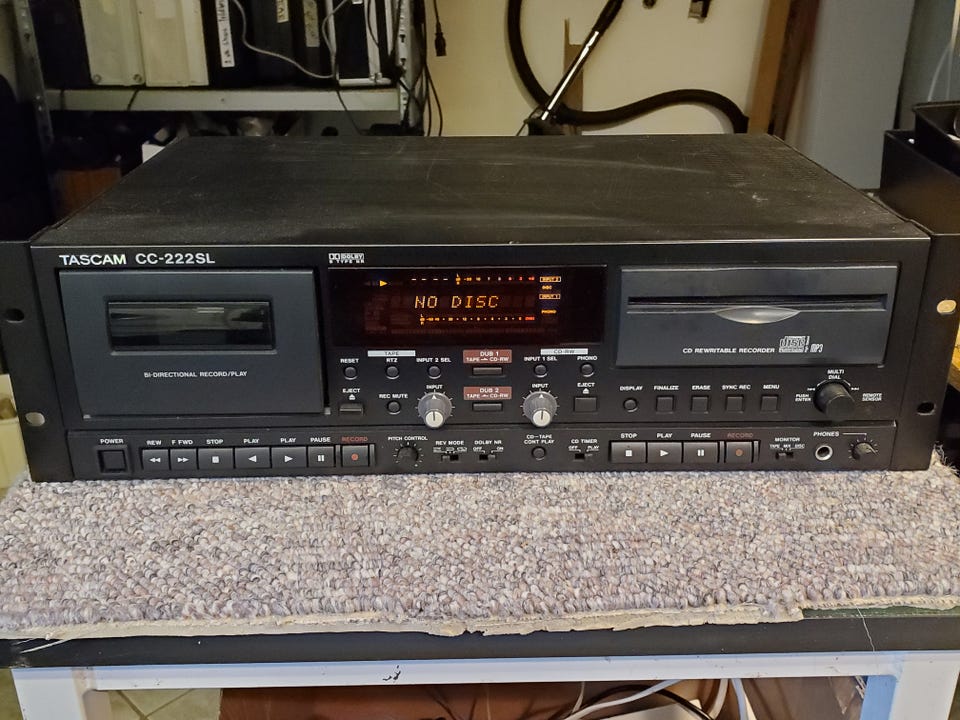 TASCAM CC-222SL
DOLBY
NO DISC
INPUT 2
DISC
INPUT 1
PHONO
BI-DIRECTIONAL RECORD/PLAY
CD REWRITABLE RECORDER
disc
MP3
TAPE
RESET
RTZ
INPUT 2 SEL
DUB 1
TAPE CD-RW
CD-RW
INPUT 1 SEL
PHONO
EJECT
REC MUTE
INPUT
DUB 2
TAPE CD-RW
INPUT
EJECT
DISPLAY
FINALIZE
ERASE
SYNC REC
MENU
MULTI
DIAL
PUSH
ENTER
REMOTE
SENSOR
POWER
REW
F FWD
STOP
PLAY
PLAY
PAUSE
RECORD
PITCH CONTROL
REV MODE
DOLBY NR
OFF ON
CD-TAPE
CONT PLAY
CD TIMER
OFF PLAY
STOP
PLAY
PAUSE
RECORD
MONITOR
TAPE MIX DISC
PHONES